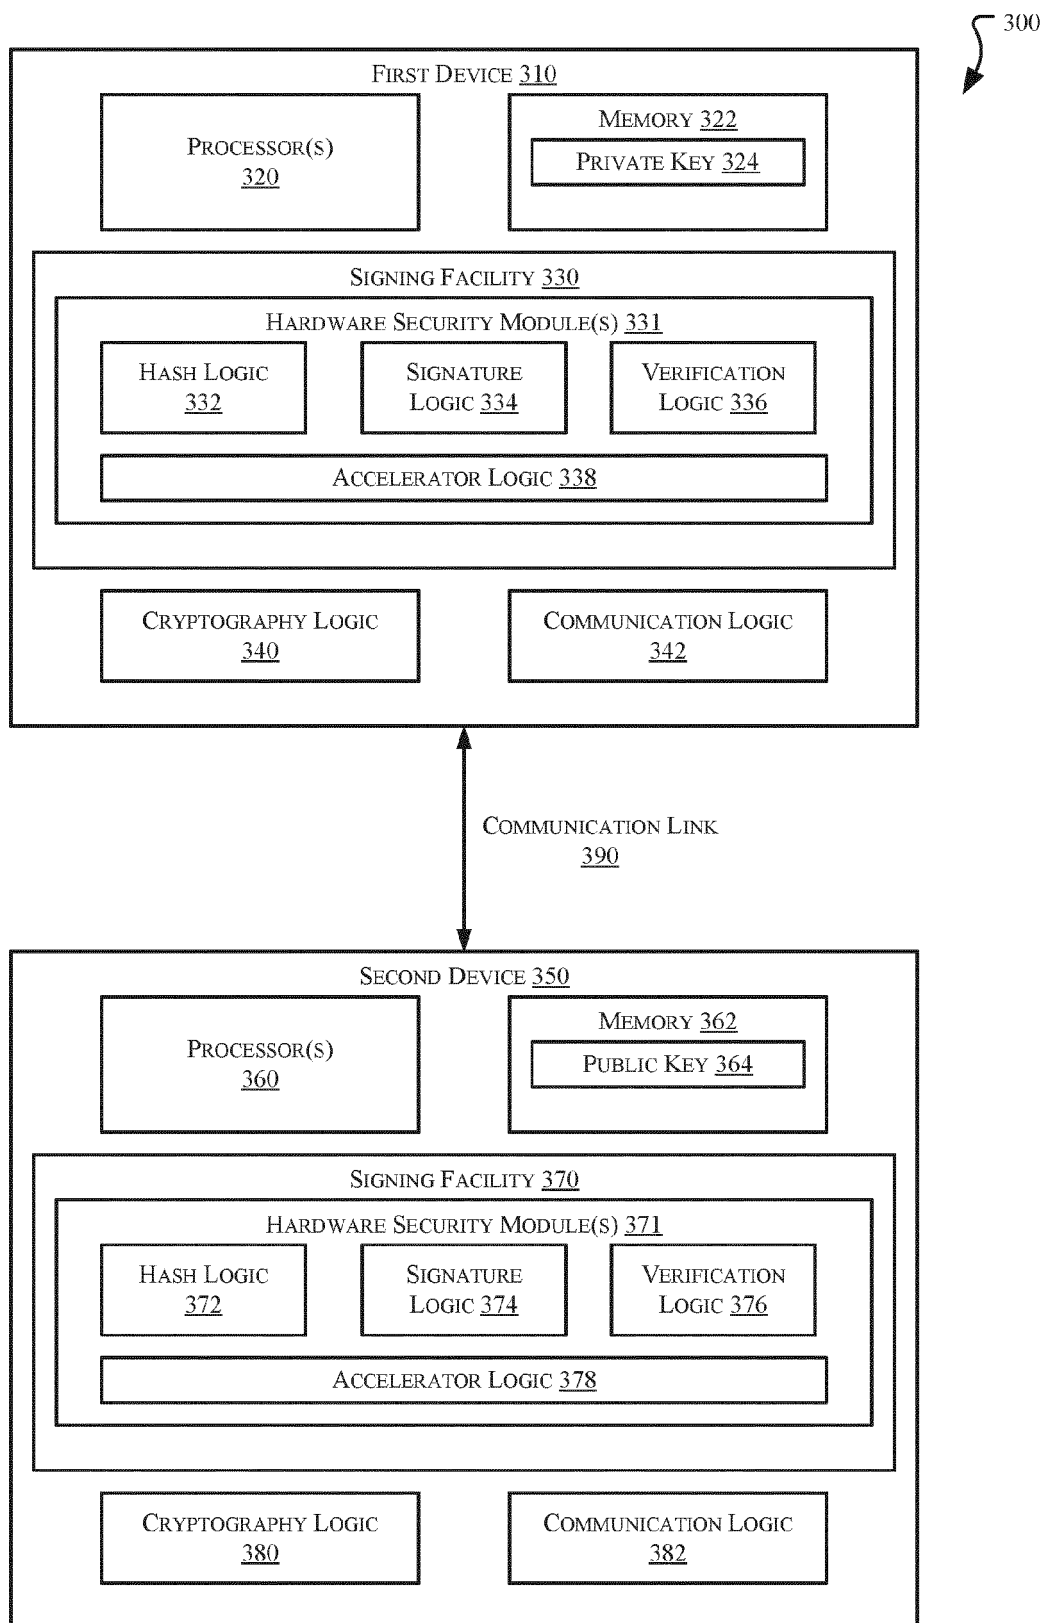 300
First Device 310
Processor(s)
320
Memory 322
Private Key 324
Signing Facility 330
Hardware Security Module(s) 331
Hash Logic
332
Signature
Logic 334
Verification
Logic 336
Accelerator Logic 338
Cryptography Logic
340
Communication Logic
342
Communication Link
390
Second Device 350
Processor(s)
360
Memory 362
Public Key 364
Signing Facility 370
Hardware Security Module(s) 371
Hash Logic
372
Signature
Logic 374
Verification
Logic 376
Accelerator Logic 378
Cryptography Logic
380
Communication Logic
382